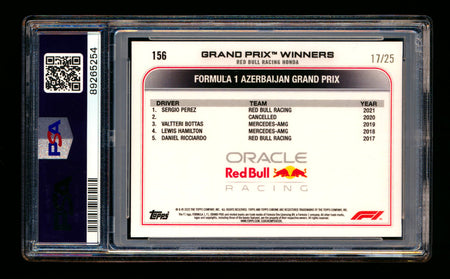 156
GRAND PRIX™ WINNERS
RED BULL RACING HONDA
17/25
FORMULA 1 AZERBAIJAN GRAND PRIX
DRIVER TEAM YEAR
1. SERGIO PEREZ RED BULL RACING 2021
2. CANCELLED 2020
3. VALTTERI BOTTAS MERCEDES-AMG 2019
4. LEWIS HAMILTON MERCEDES-AMG 2018
5. DANIEL RICCIARDO RED BULL RACING 2017
ORACLE
Red Bull
RACING
Topps
F1
89265254
PSA